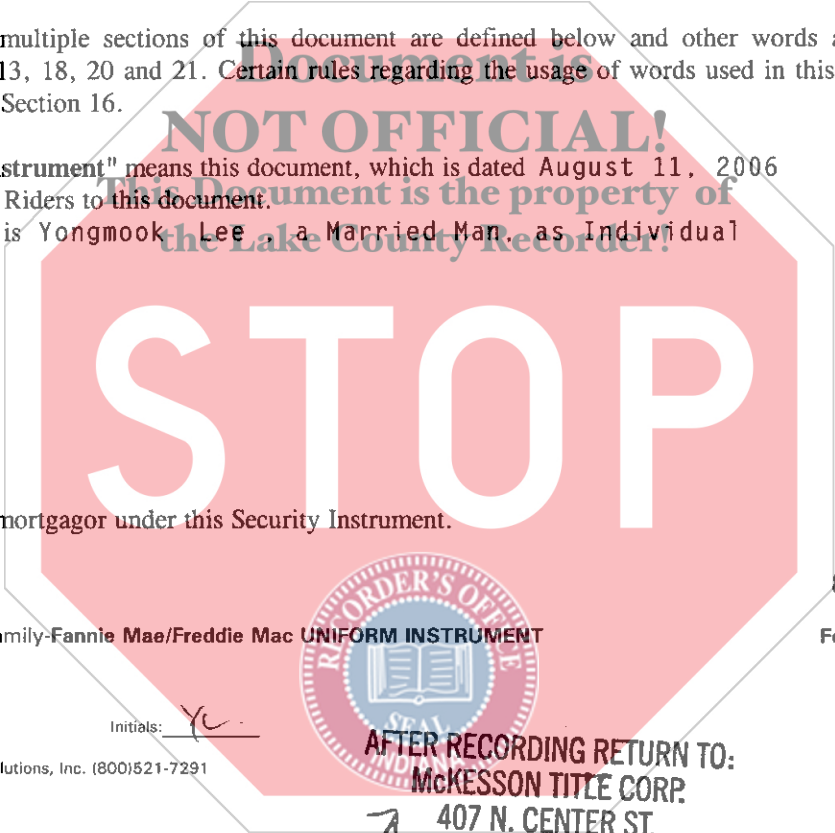 multiple sections of this document are defined below and other words
Document is
13, 18, 20 and 21. Certain rules regarding the usage of words used in this
Section 16.
NOT OFFICIAL!
strument" means this document, which is dated August 11, 2006
This Document is the property of
Riders to this document.
is Yongmook Lee , a Married Man, as Individual
the Lake County Recorder!
STOP
mortgagor under this Security Instrument.
RECORDER'S OFFICE
amily-Fannie Mae/Freddie Mac UNIFORM INSTRUMENT
SEAL
INDIANA
Initials:
lutions, Inc. (800)521-7291
AFTER RECORDING RETURN TO:
McKESSON TITLE CORP.
407 N. CENTER ST.